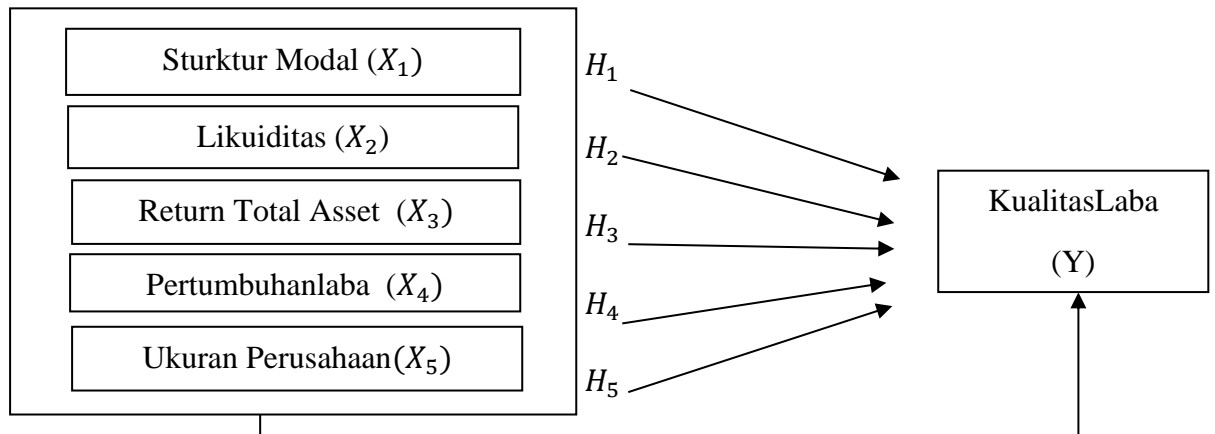 Sturktur Modal (X₁)
H₁
Likuiditas (X₂)
H₂
Return Total Asset (X₃)
H₃
Pertumbuhanlaba (X₄)
H₄
Ukuran Perusahaan(X₅)
H₅
KualitasLaba
(Y)